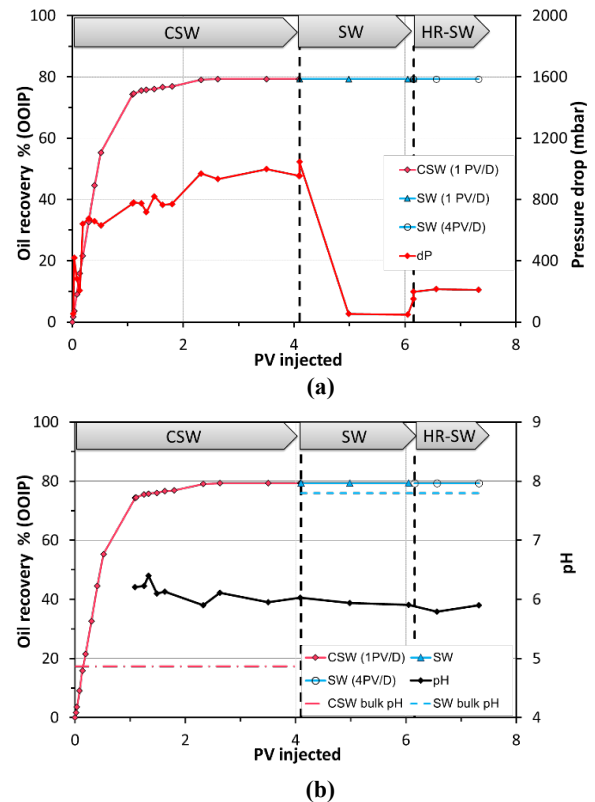 CSW
SW
HR-SW
100
80
60
40
20
0
Oil recovery % (OOIP)
2000
1600
1200
800
400
0
Pressure drop (mbar)
CSW (1 PV/D)
SW (1 PV/D)
SW (4PV/D)
dP
0
2
4
6
8
PV injected
(a)
CSW
SW
HR-SW
100
80
60
40
20
0
Oil recovery % (OOIP)
9
8
7
6
5
4
pH
CSW (1PV/D)
SW
SW (4PV/D)
pH
CSW bulk pH
SW bulk pH
0
2
4
6
8
PV injected
(b)